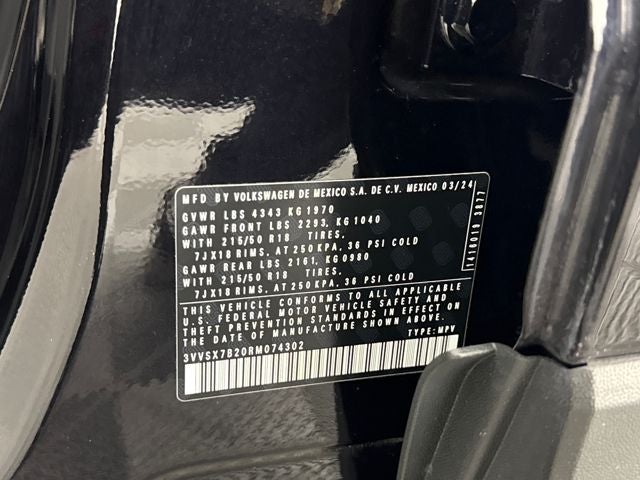 MFD BY VOLKSWAGEN DE MEXICO S.A. DE C.V. MEXICO 03/24
GVWR LBS 4343 KG 1970
GAWR FRONT LBS 2293, KG 1040
WITH 215/50 R18 TIRES,
7JX18 RIMS, AT 250 KPA, 36 PSI COLD
GAWR REAR LBS 2161, KG 0980
WITH 215/50 R18 TIRES,
7JX18 RIMS, AT 250 KPA, 36 PSI COLD
THIS VEHICLE CONFORMS TO ALL APPLICABLE
U.S. FEDERAL MOTOR VEHICLE SAFETY AND
THEFT PREVENTION STANDARDS IN EFFECT ON
THE DATE OF MANUFACTURE SHOWN ABOVE.
3VVSX7B20RM074302 TYPE: MPV
1418019 3877